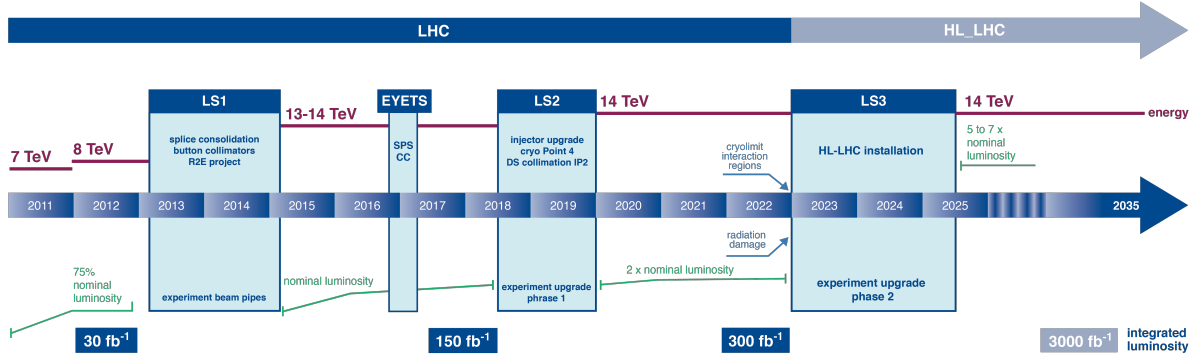 LHC
HL_LHC
LS1
EYETS
LS2
LS3
7 TeV
8 TeV
13-14 TeV
14 TeV
14 TeV
energy
splice consolidation
button collimators
R2E project
SPS
CC
injector upgrade
cryo Point 4
DS collimation IP2
cryolimit
interaction
regions
HL-LHC installation
5 to 7 x
nominal
luminosity
2011
2012
2013
2014
2015
2016
2017
2018
2019
2020
2021
2022
2023
2024
2025
2035
75%
nominal
luminosity
experiment beam pipes
nominal luminosity
experiment upgrade
phrase 1
2 x nominal luminosity
radiation
damage
experiment upgrade
phase 2
30 fb-1
150 fb-1
300 fb-1
3000 fb-1
integrated
luminosity